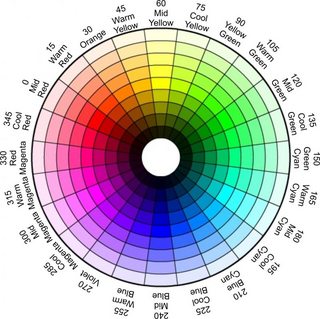 60
Mid
Yellow
75
Cool
Yellow
90
Yellow
Green
105
Warm
Green
120
Mid
Green
135
Cool
Green
150
Green
Cyan
165
Warm
Cyan
180
Mid
Cyan
195
Cool
Cyan
210
Cyan
Blue
225
Cool
Blue
240
Mid
Blue
255
Warm
Blue
270
Violet
285
Cool
Magenta
300
Mid
Magenta
315
Warm
Magenta
330
Red
Magenta
345
Cool
Red
0
Mid
Red
15
Warm
Red
30
Orange
45
Warm
Yellow